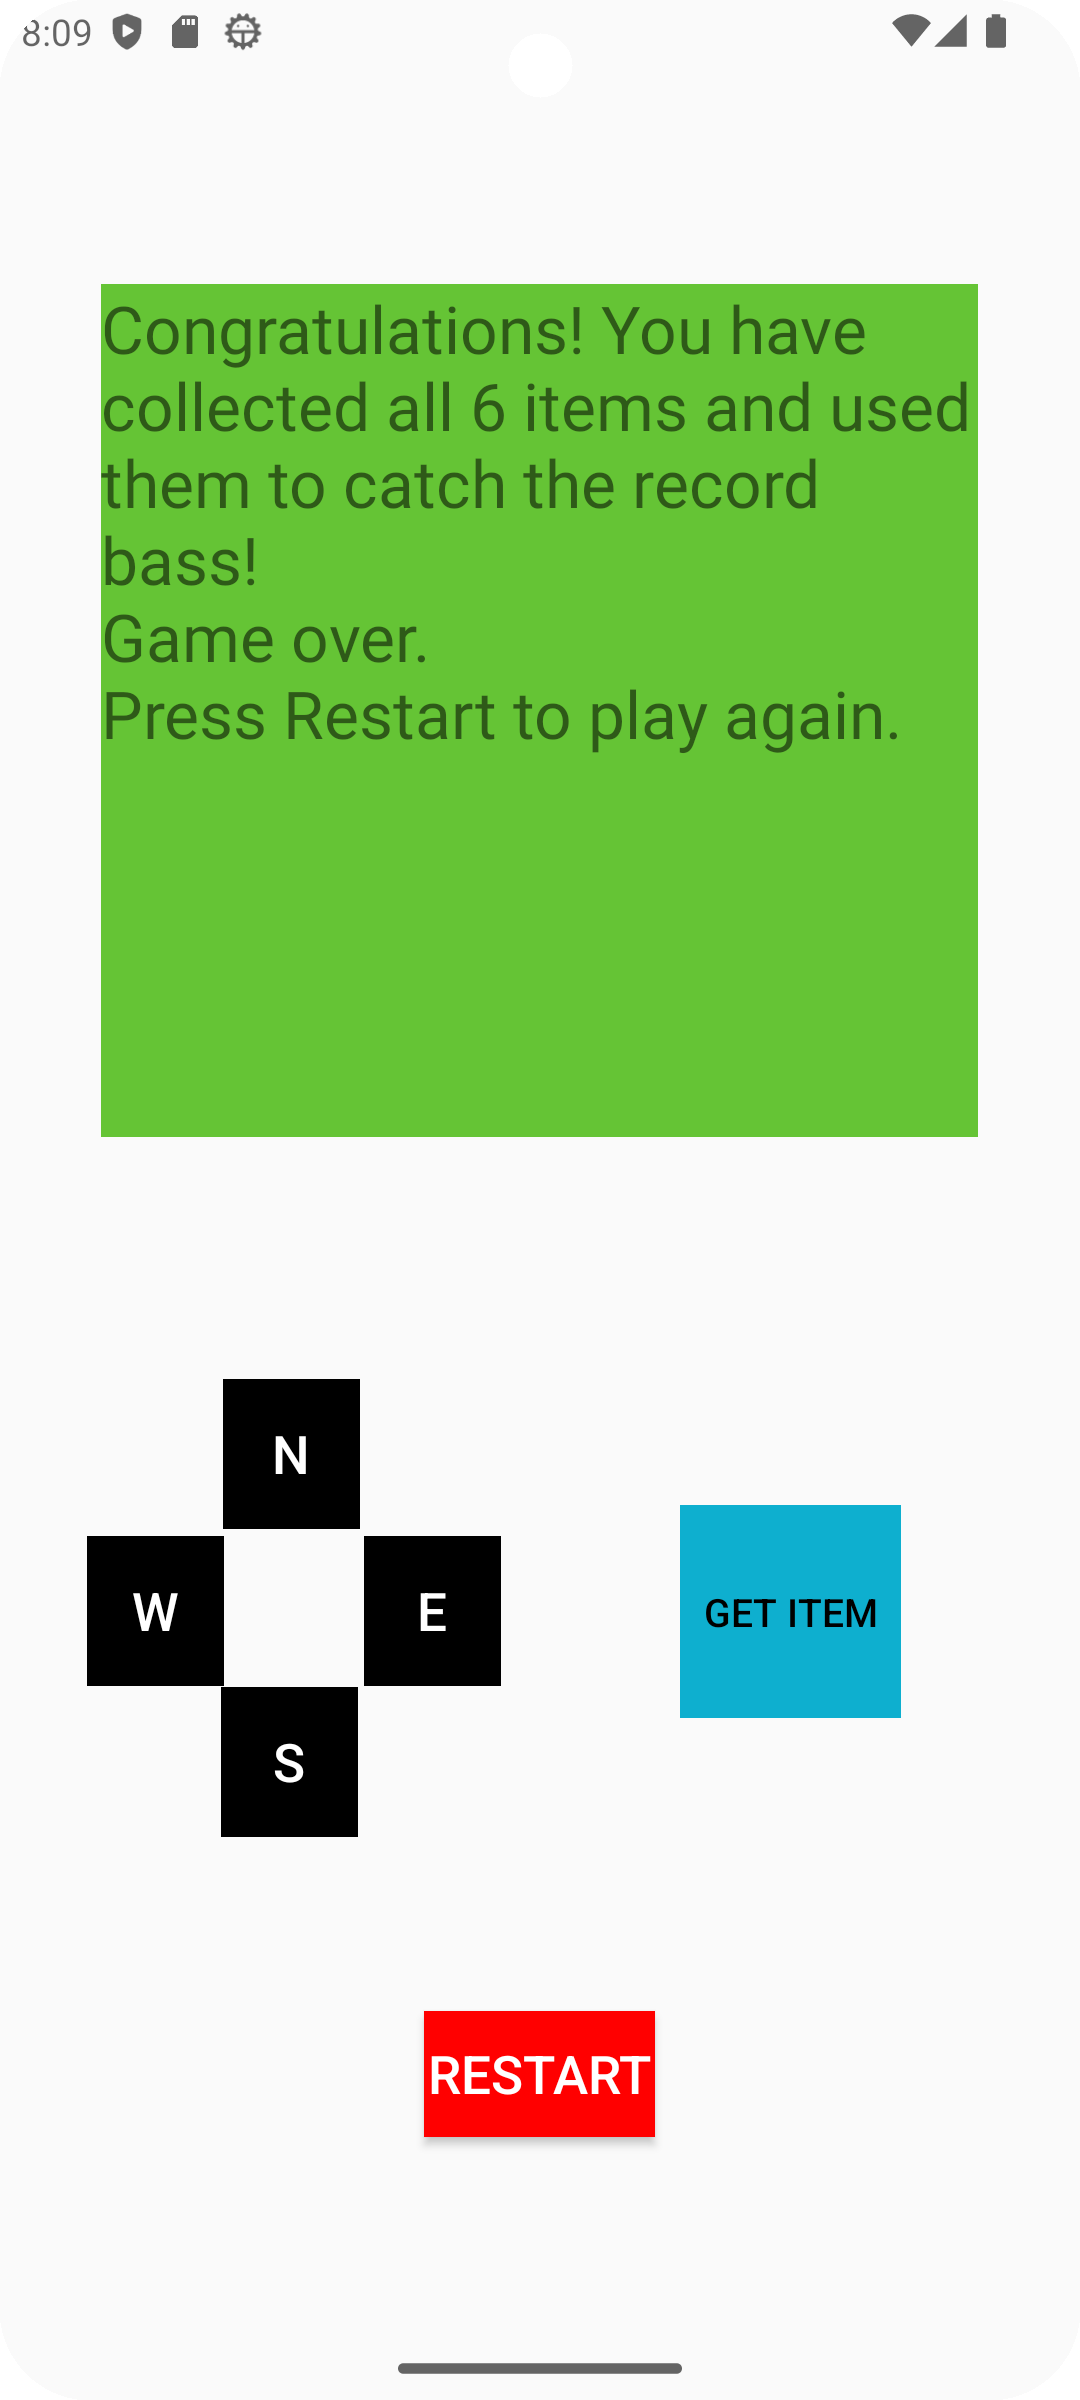 8:09
Congratulations! You have
collected all 6 items and used
them to catch the record
bass!
Game over.
Press Restart to play again.
N
W
E
GET ITEM
S
RESTART